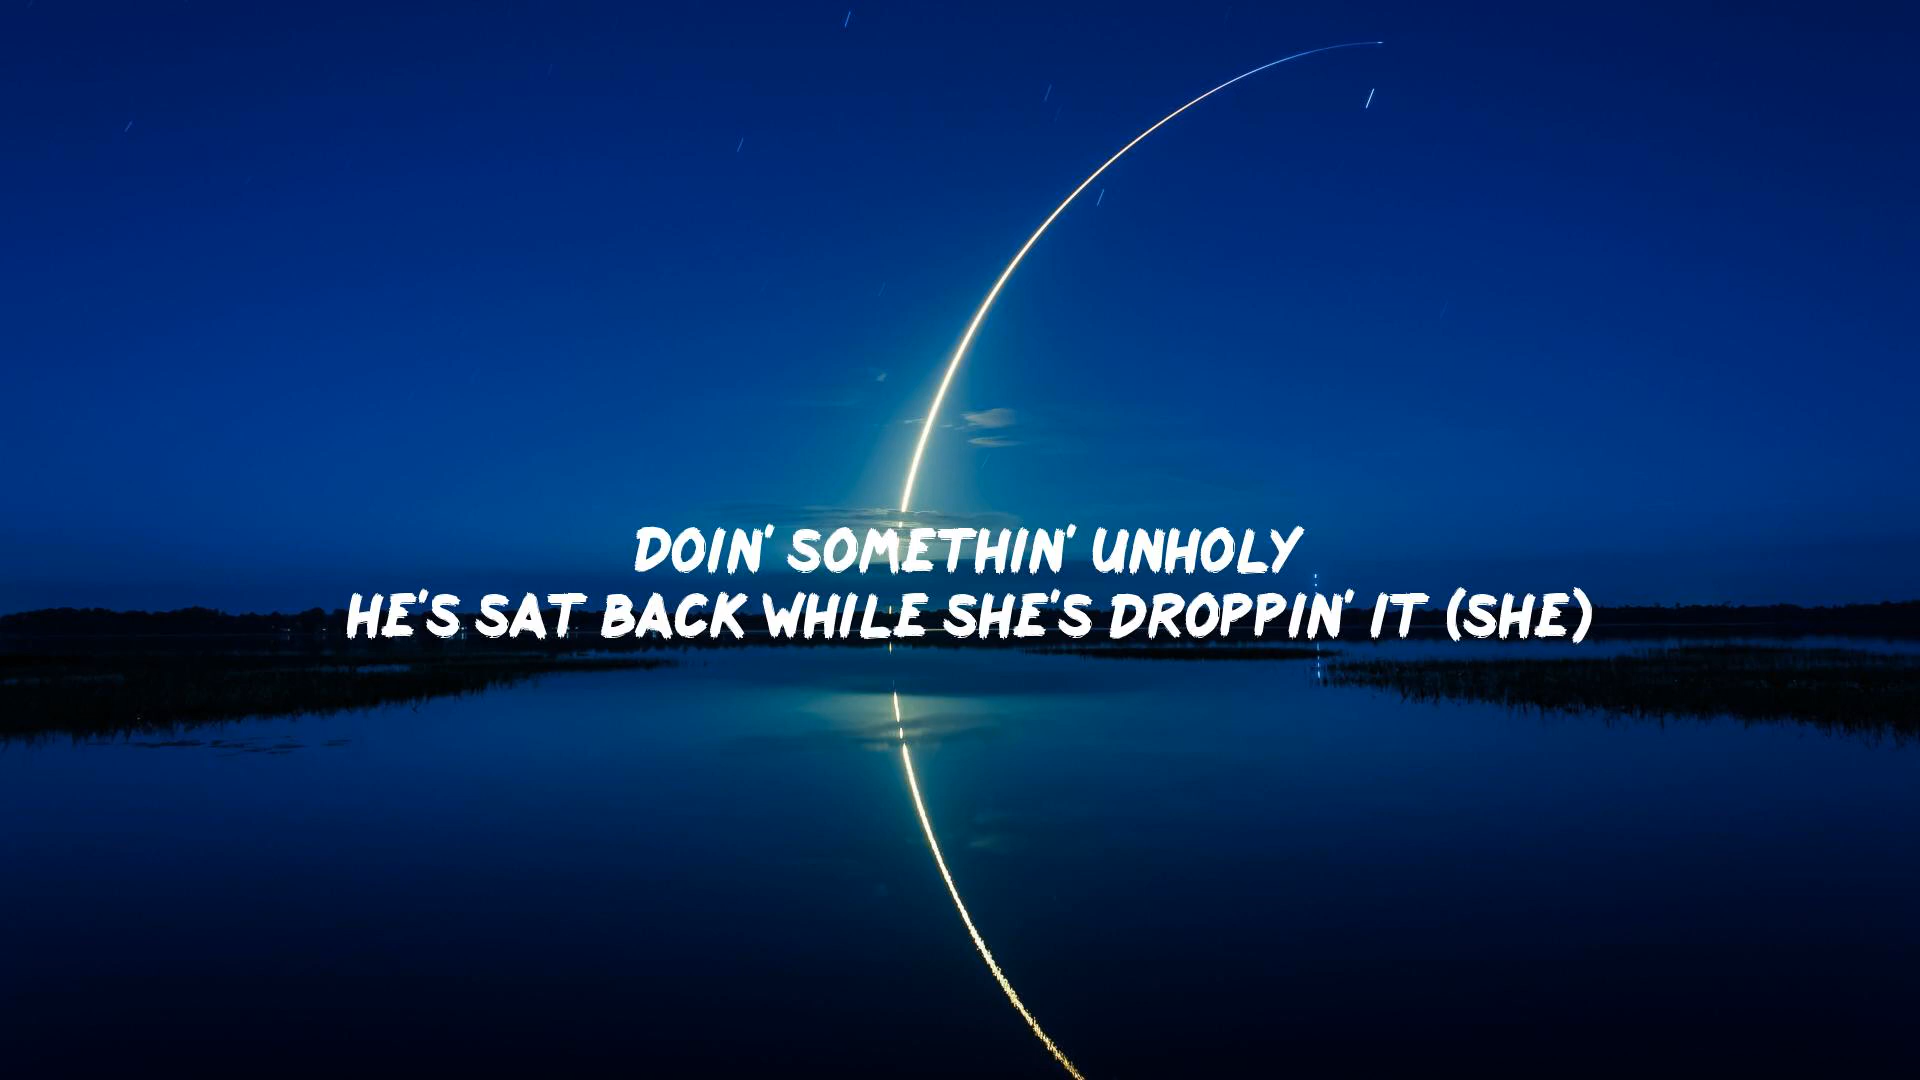 DOIN' SOMETHIN' UNHOLY
HE'S SAT BACK WHILE SHE'S DROPPIN' IT (SHE)